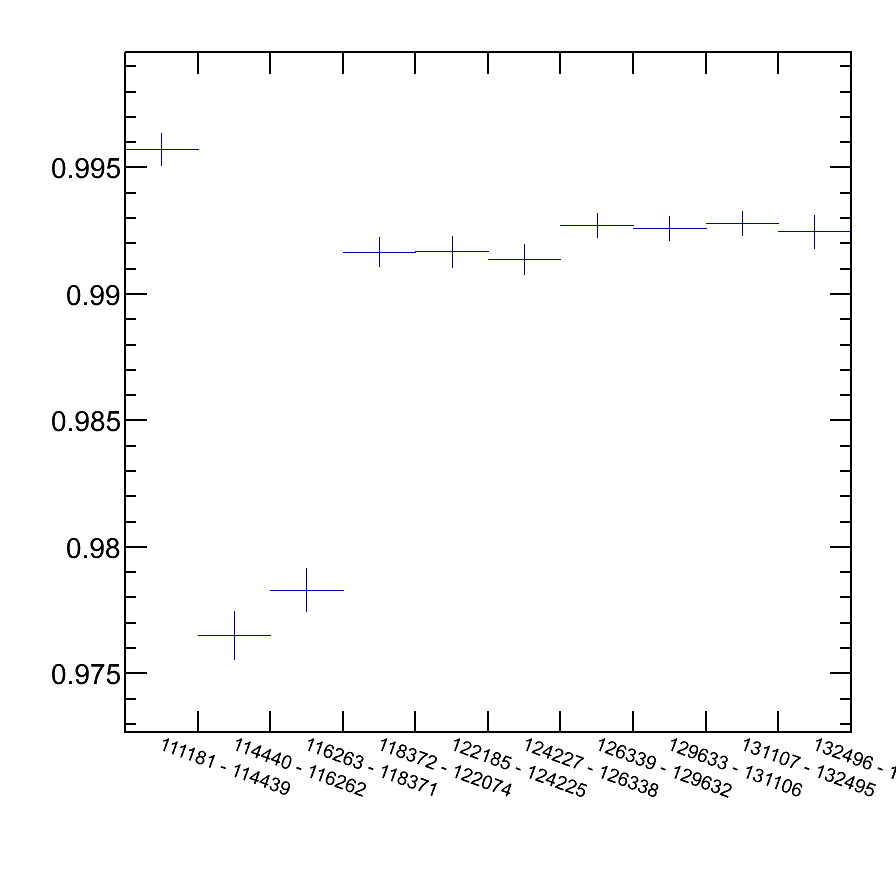 0.995
0.99
0.985
0.98
0.975
111181 - 114439
114440 - 116262
116263 - 118371
118372 - 122074
122185 - 124225
124227 - 126338
126339 - 129632
129633 - 131106
131107 - 132495
132496 - 1